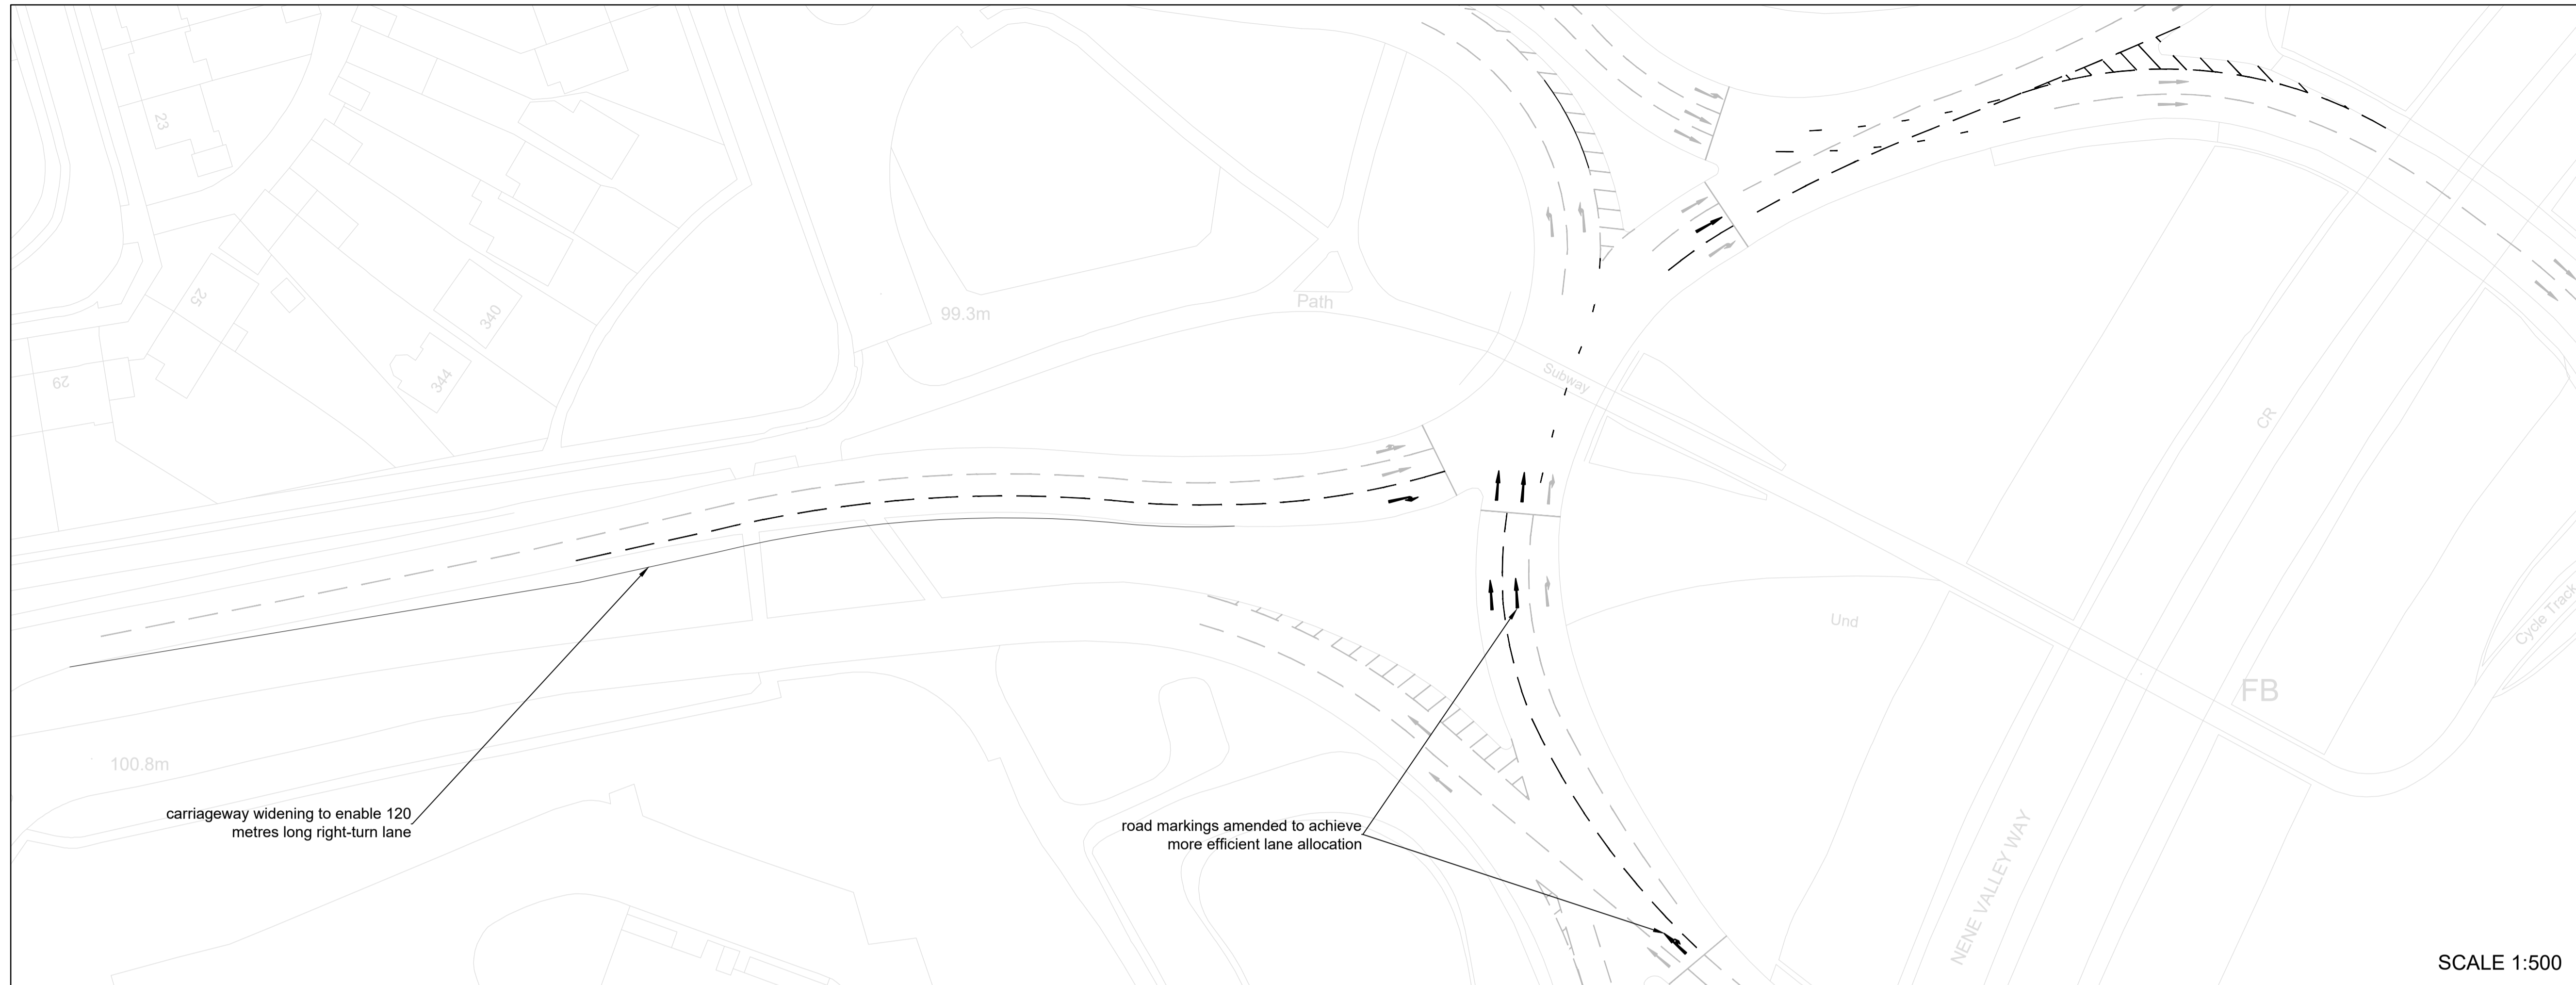 23
25
340
344
29
99.3m
Path
Subway
CR
Und
Cycle Track
FB
100.8m
carriageway widening to enable 120
metres long right-turn lane
road markings amended to achieve
more efficient lane allocation
NENE VALLEY WAY
SCALE 1:500